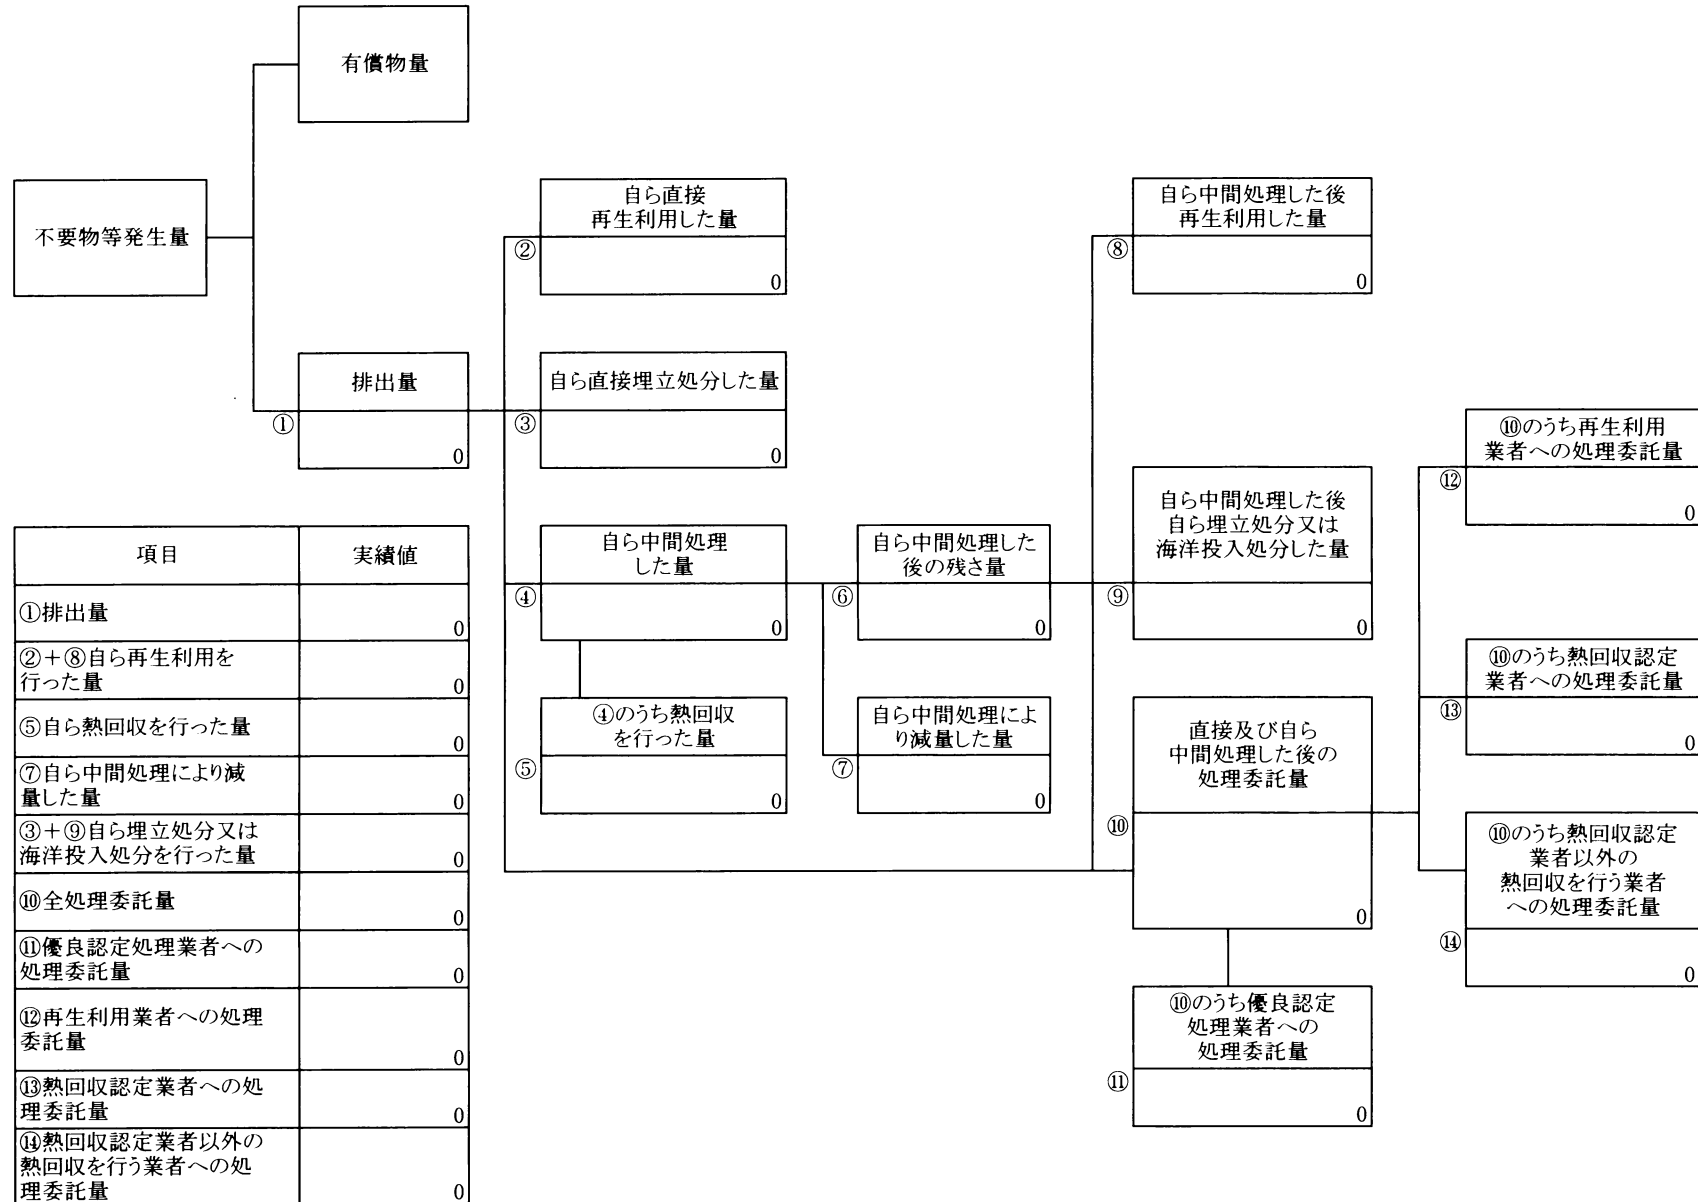 有償物量
不要物等発生量
自ら直接
再生利用した量
②
0
自ら中間処理した後
再生利用した量
⑧
0
排出量
①
0
自ら直接埋立処分した量
③
0
⑩のうち再生利用
業者への処理委託量
⑫
0
自ら中間処理した後
自ら埋立処分又は
海洋投入処分した量
⑨
0
自ら中間処理
した量
④
0
自ら中間処理した
後の残さ量
⑥
0
⑩のうち熱回収認定
業者への処理委託量
⑬
0
④のうち熱回収
を行った量
⑤
0
自ら中間処理によ
り減量した量
⑦
0
直接及び自ら
中間処理した後の
処理委託量
⑩
0
⑩のうち熱回収認定
業者以外の
熱回収を行う業者
への処理委託量
⑭
0
⑩のうち優良認定
処理業者への
処理委託量
⑪
0
項目 実績値
①排出量
0
②+⑧自ら再生利用を
行った量 0
⑤自ら熱回収を行った量
0
⑦自ら中間処理により減
量した量 0
③+⑨自ら埋立処分又は
海洋投入処分を行った量 0
⑩全処理委託量
0
⑪優良認定処理業者への
処理委託量 0
⑫再生利用業者への処理
委託量
0
⑬熱回収認定業者への処
理委託量 0
⑭熱回収認定業者以外の
熱回収を行う業者への処
理委託量 0